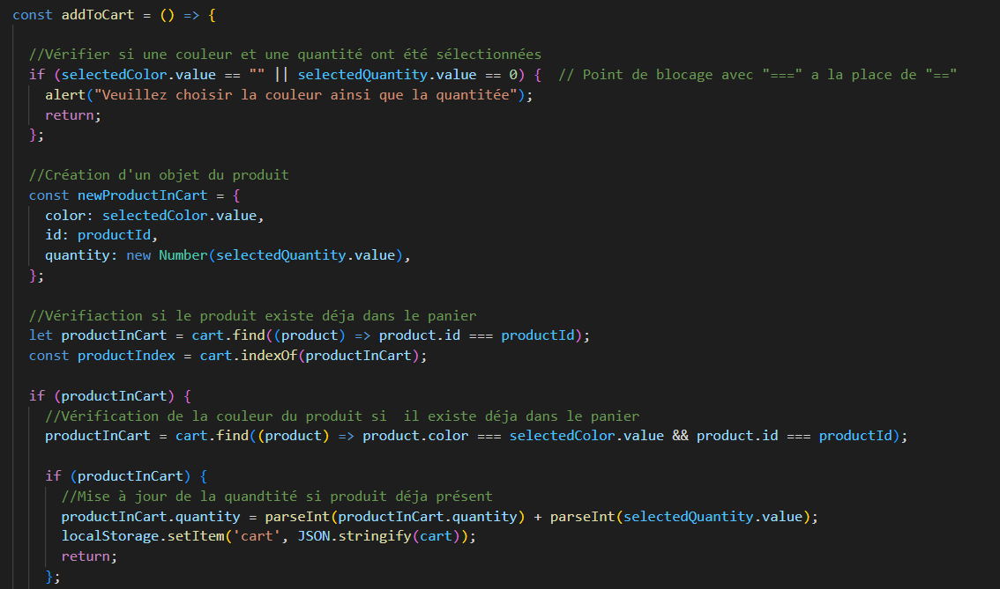 const addToCart = () => {
//Vérifier si une couleur et une quantité ont été sélectionnées
if (selectedColor.value == "" || selectedQuantity.value == 0) { // Point de blocage avec "===" a la place de "=="
alert("Veuillez choisir la couleur ainsi que la quantitée");
return;
};
//Création d'un objet du produit
const newProductInCart = {
color: selectedColor.value,
id: productId,
quantity: new Number(selectedQuantity.value),
};
//Vérifiaction si le produit existe déja dans le panier
let productInCart = cart.find((product) => product.id === productId);
const productIndex = cart.indexOf(productInCart);
if (productInCart) {
//Vérification de la couleur du produit si  il existe déja dans le panier
productInCart = cart.find((product) => product.color === selectedColor.value && product.id === productId);
if (productInCart) {
//Mise à jour de la quandtité si produit déja présent
productInCart.quantity = parseInt(productInCart.quantity) + parseInt(selectedQuantity.value);
localStorage.setItem('cart', JSON.stringify(cart));
return;
};